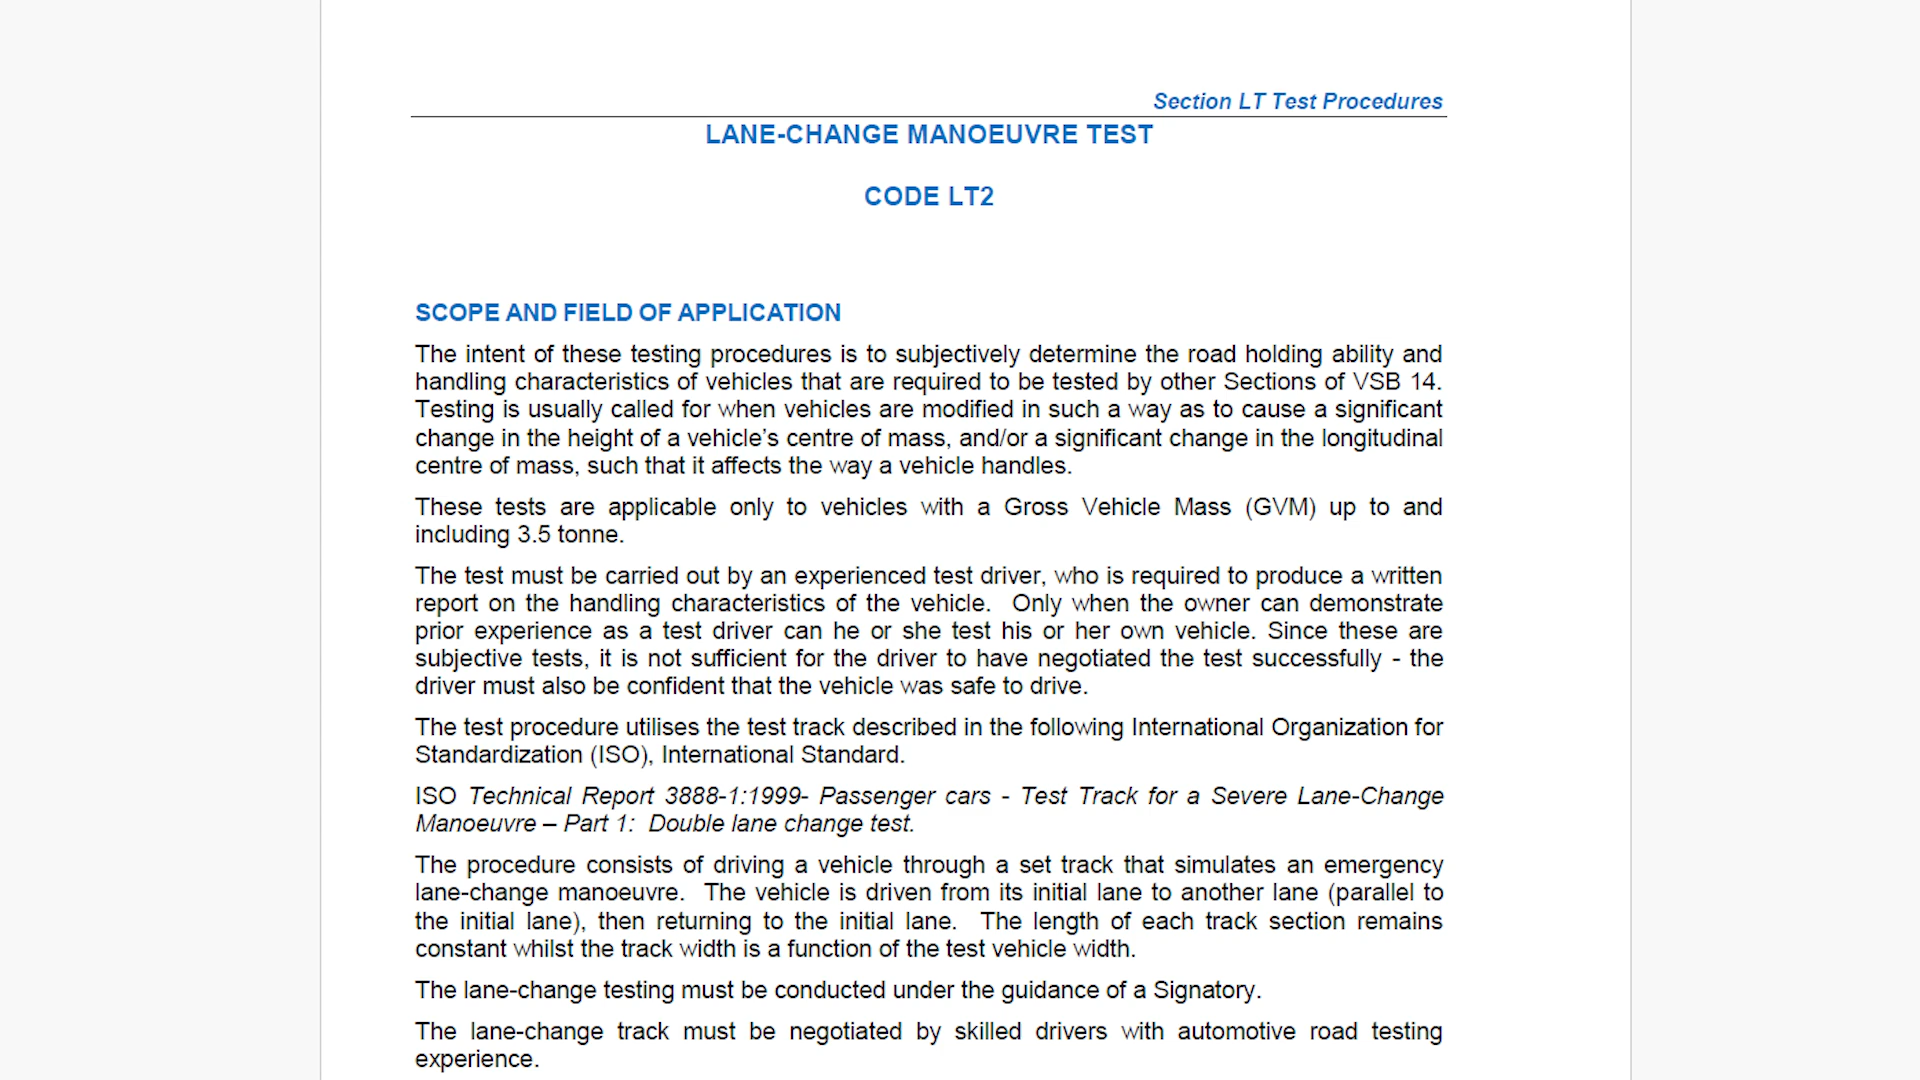 Section LT Test Procedures
LANE-CHANGE MANOEUVRE TEST
CODE LT2
SCOPE AND FIELD OF APPLICATION
The intent of these testing procedures is to subjectively determine the road holding ability and
handling characteristics of vehicles that are required to be tested by other Sections of VSB 14.
Testing is usually called for when vehicles are modified in such a way as to cause a significant
change in the height of a vehicle's centre of mass, and/or a significant change in the longitudinal
centre of mass, such that it affects the way a vehicle handles.
These tests are applicable only to vehicles with a Gross Vehicle Mass (GVM) up to and
including 3.5 tonne.
The test must be carried out by an experienced test driver, who is required to produce a written
report on the handling characteristics of the vehicle.  Only when the owner can demonstrate
prior experience as a test driver can he or she test his or her own vehicle. Since these are
subjective tests, it is not sufficient for the driver to have negotiated the test successfully - the
driver must also be confident that the vehicle was safe to drive.
The test procedure utilises the test track described in the following International Organization for
Standardization (ISO), International Standard.
ISO Technical Report 3888-1:1999- Passenger cars - Test Track for a Severe Lane-Change
Manoeuvre – Part 1:  Double lane change test.
The procedure consists of driving a vehicle through a set track that simulates an emergency
lane-change manoeuvre.  The vehicle is driven from its initial lane to another lane (parallel to
the initial lane), then returning to the initial lane.  The length of each track section remains
constant whilst the track width is a function of the test vehicle width.
The lane-change testing must be conducted under the guidance of a Signatory.
The lane-change track must be negotiated by skilled drivers with automotive road testing
experience.